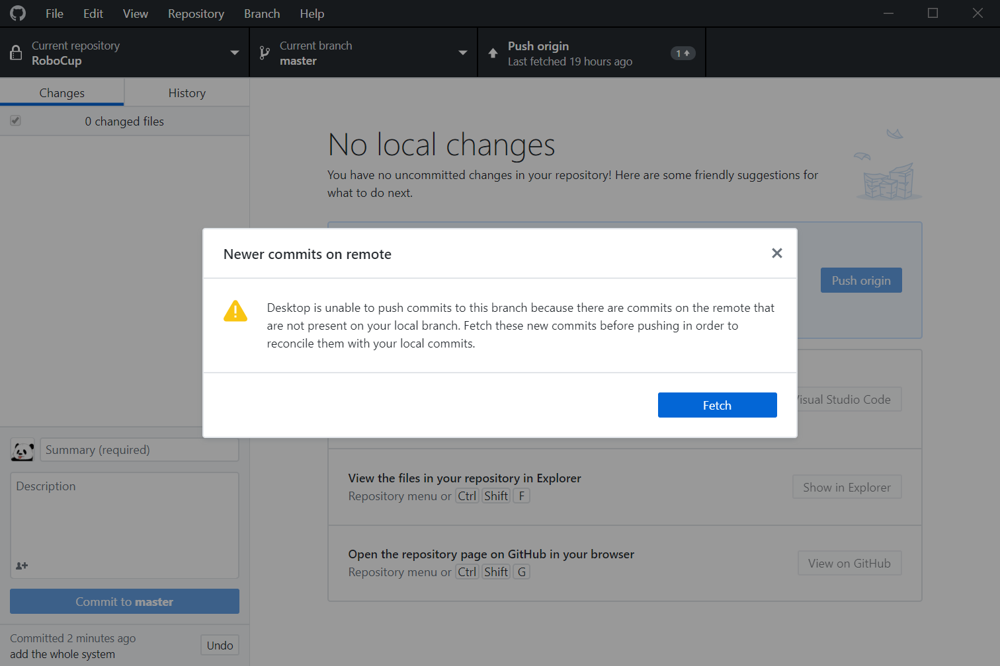 File Edit View Repository Branch Help
Current repository
RoboCup
Current branch
master
Push origin
Last fetched 19 hours ago
1
Changes
History
0 changed files
No local changes
You have no uncommitted changes in your repository! Here are some friendly suggestions for
what to do next.
Push origin
Newer commits on remote
Desktop is unable to push commits to this branch because there are commits on the remote that
are not present on your local branch. Fetch these new commits before pushing in order to
reconcile them with your local commits.
Fetch
Visual Studio Code
View the files in your repository in Explorer
Repository menu or Ctrl Shift F
Show in Explorer
Open the repository page on GitHub in your browser
Repository menu or Ctrl Shift G
View on GitHub
Summary (required)
Description
Commit to master
Committed 2 minutes ago
add the whole system
Undo